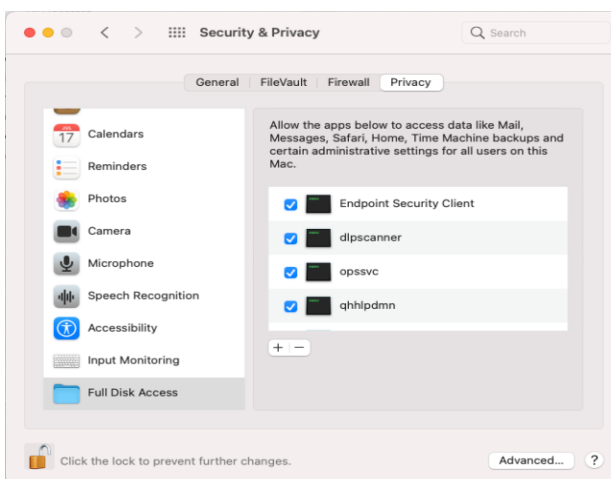 Security & Privacy
Search
General
FileVault
Firewall
Privacy
JUL
17
Calendars
Reminders
Photos
Camera
Microphone
Speech Recognition
Accessibility
Input Monitoring
Full Disk Access
Allow the apps below to access data like Mail,
Messages, Safari, Home, Time Machine backups and
certain administrative settings for all users on this
Mac.
Endpoint Security Client
dlpscanner
opssvc
qhhlpdmn
+ −
Click the lock to prevent further changes.
Advanced...
?